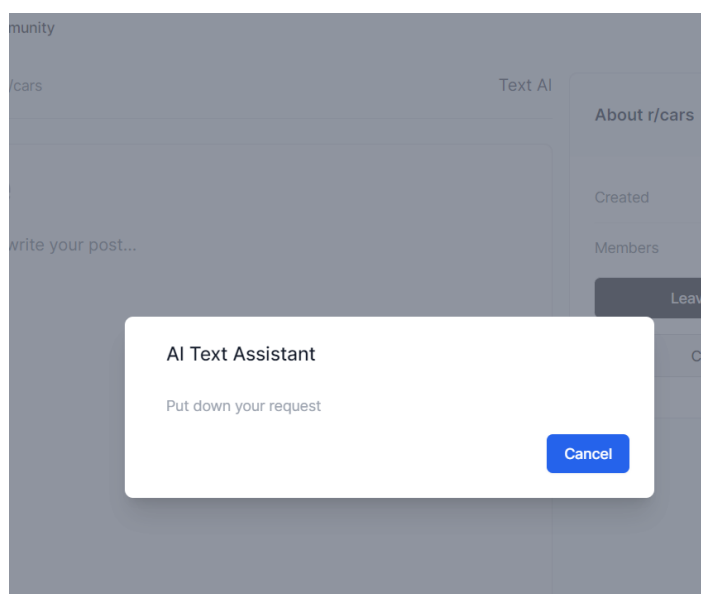 munity
/cars
Text AI
About r/cars
Created
write your post...
Members
Leav
AI Text Assistant
C
Put down your request
Cancel